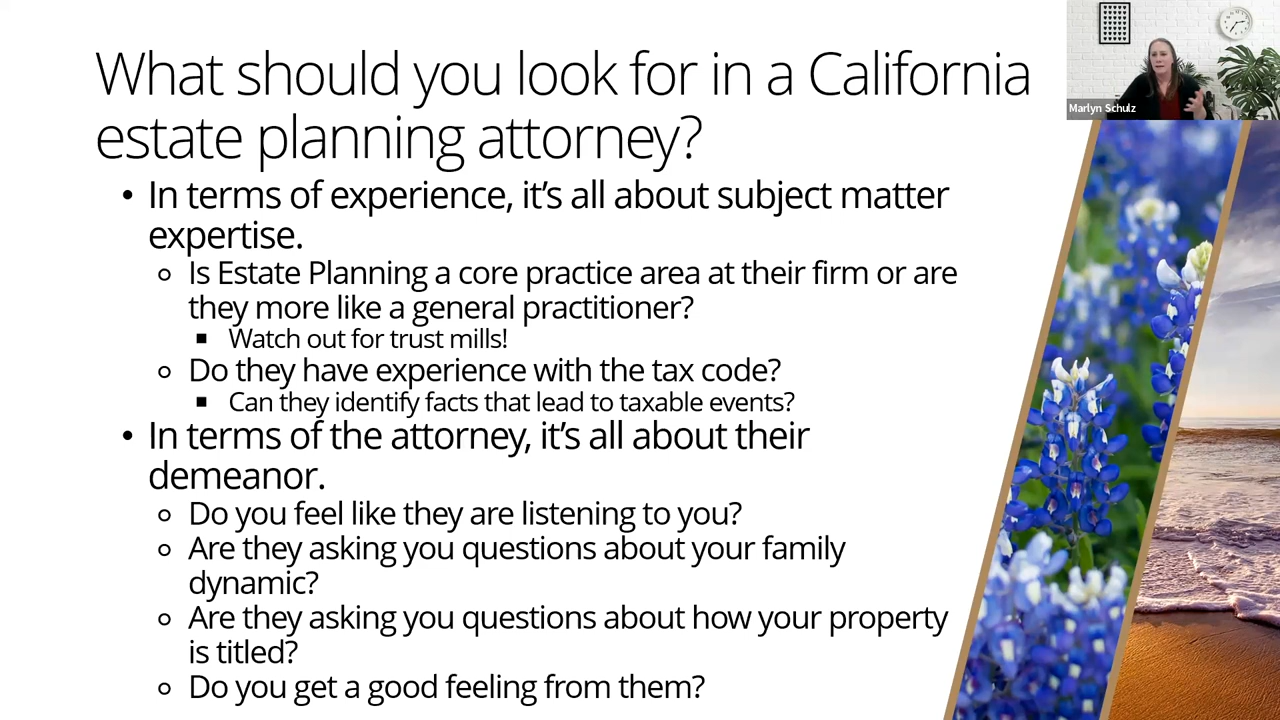 What should you look for in a California
estate planning attorney?
Marlyn Schulz
• In terms of experience, it's all about subject matter
expertise.
o Is Estate Planning a core practice area at their firm or are
they more like a general practitioner?
▪ Watch out for trust mills!
o Do they have experience with the tax code?
▪ Can they identify facts that lead to taxable events?
• In terms of the attorney, it's all about their
demeanor.
o Do you feel like they are listening to you?
o Are they asking you questions about your family
dynamic?
o Are they asking you questions about how your property
is titled?
o Do you get a good feeling from them?